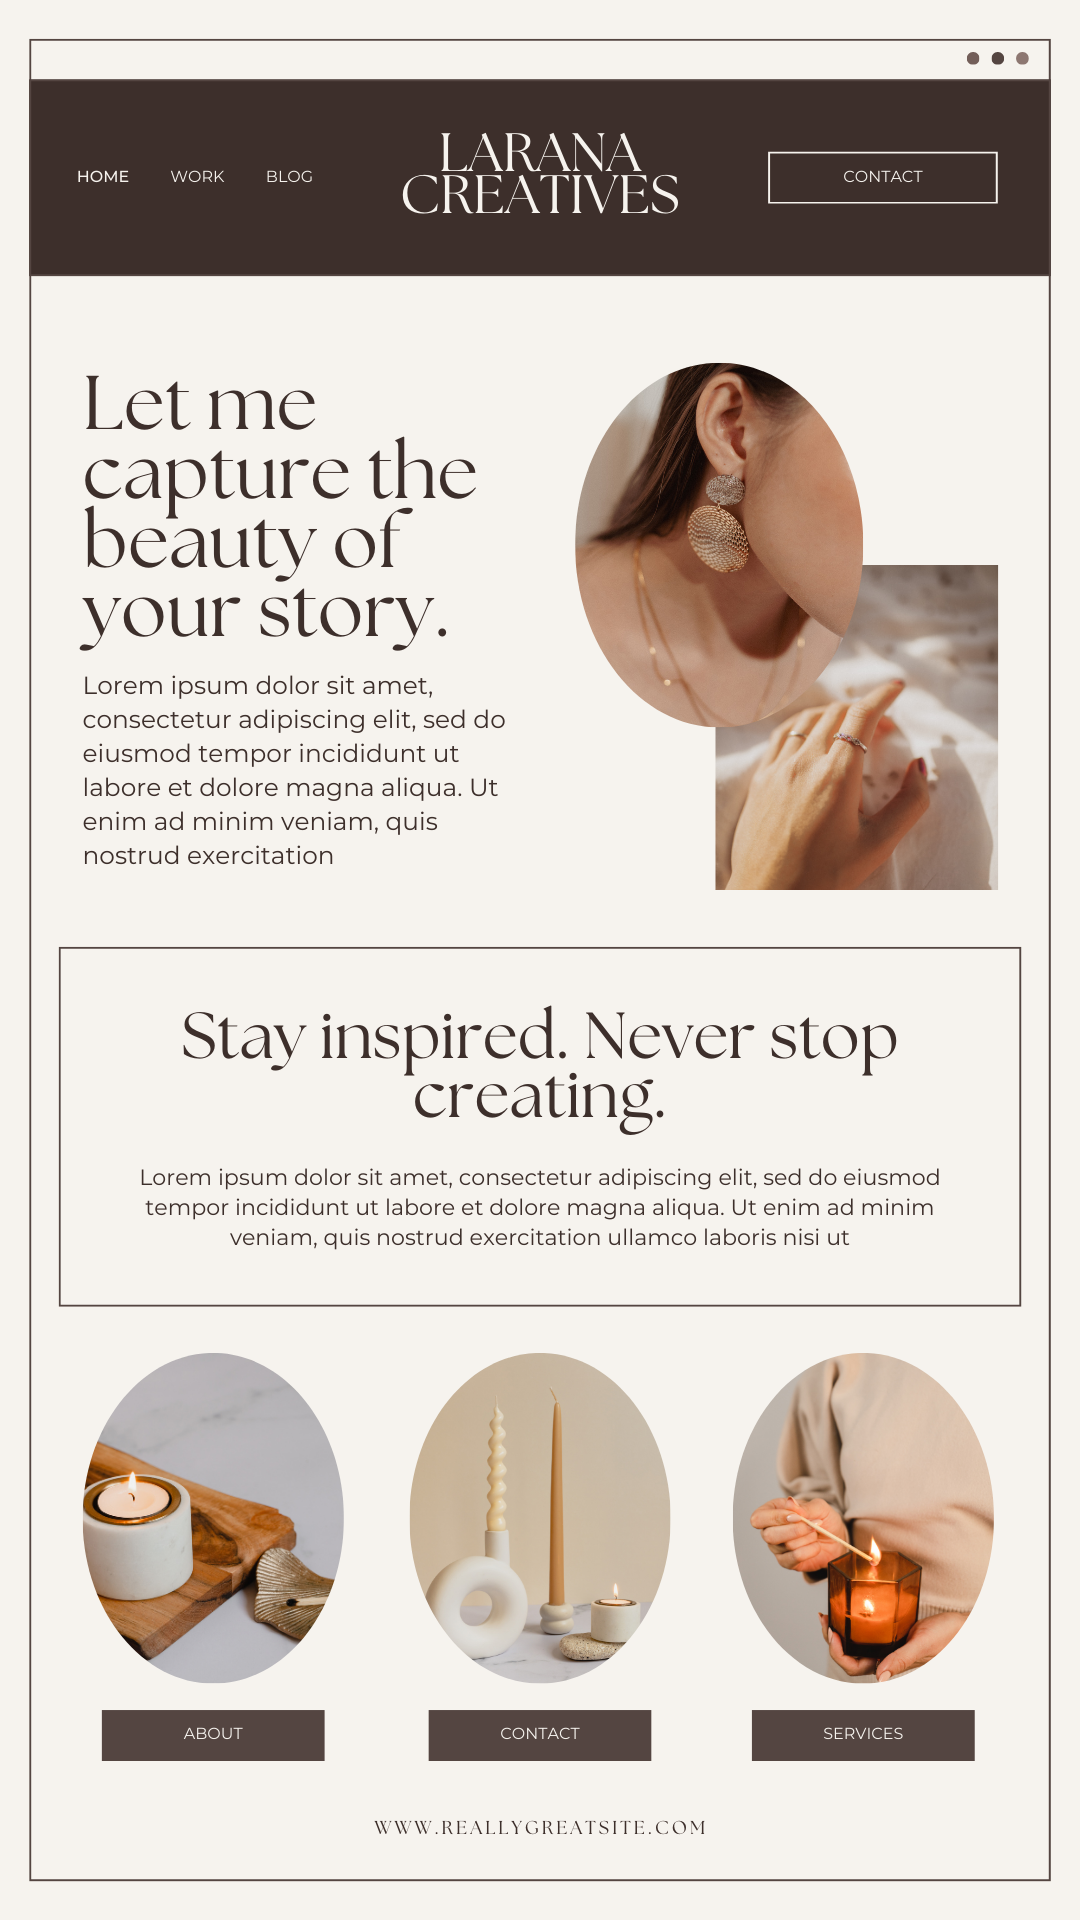 HOME WORK BLOG
LARANA
CREATIVES
CONTACT
Let me
capture the
beauty of
your story.
Lorem ipsum dolor sit amet,
consectetur adipiscing elit, sed do
eiusmod tempor incididunt ut
labore et dolore magna aliqua. Ut
enim ad minim veniam, quis
nostrud exercitation
Stay inspired. Never stop
creating.
Lorem ipsum dolor sit amet, consectetur adipiscing elit, sed do eiusmod
tempor incididunt ut labore et dolore magna aliqua. Ut enim ad minim
veniam, quis nostrud exercitation ullamco laboris nisi ut
ABOUT
CONTACT
SERVICES
WWW.REALLYGREATSITE.COM